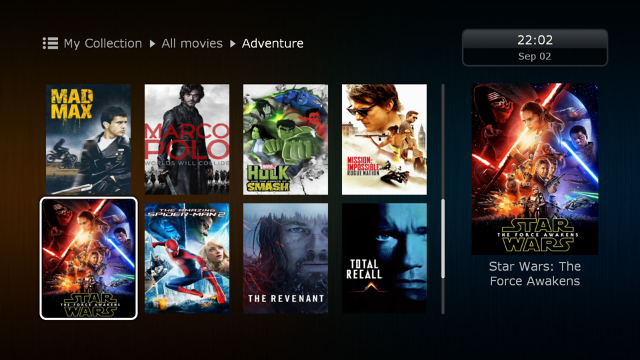 My Collection
All movies
Adventure
22:02
Sep 02
MAD
MAX
MARCO
POLO
WORLDS WILL COLLIDE
MARVEL
HULK
SMASH
MISSION:
IMPOSSIBLE
ROGUE NATION
STAR
THE FORCE AWAKENS
WARS
THE AMAZING
SPIDER-MAN 2
THE REVENANT
TOTAL
RECALL
STAR
THE FORCE AWAKENS
WARS
Star Wars: The
Force Awakens